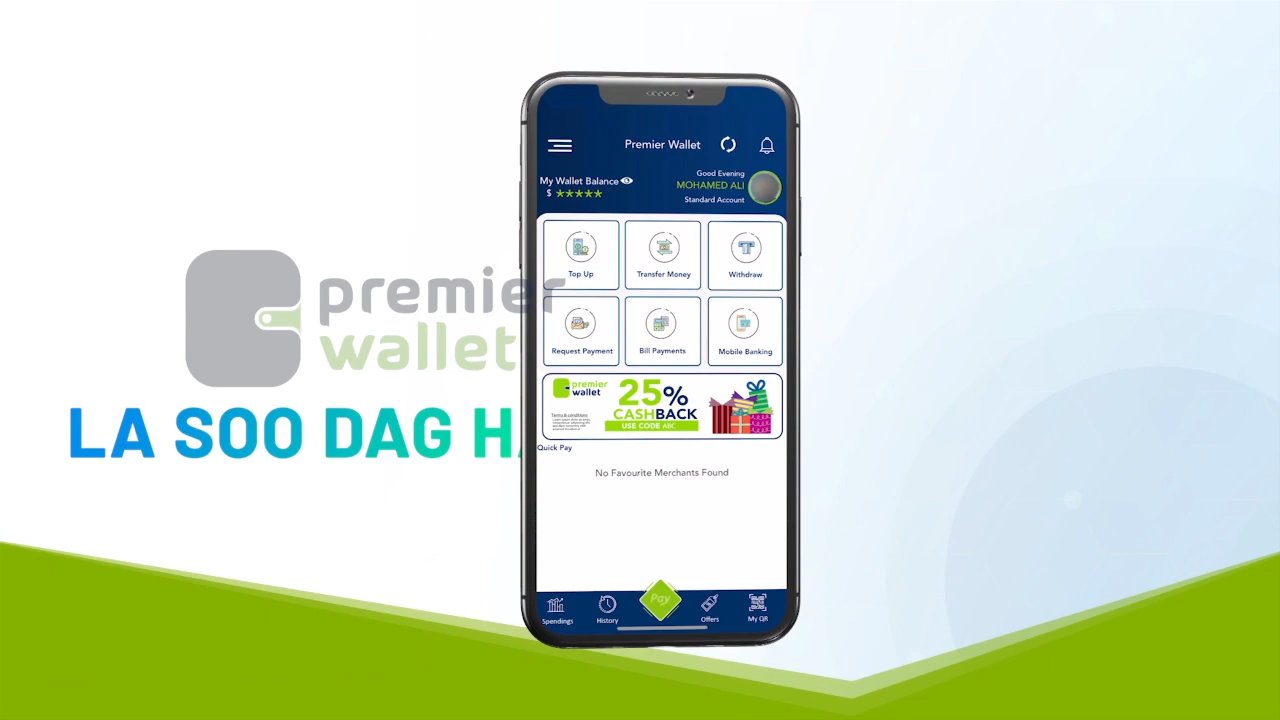 premier
wallet
LA SOO DAG
Premier Wallet
My Wallet Balance
$ *****
Good Evening
MOHAMED ALI
Standard Account
Top Up
Transfer Money
Withdraw
Request Payment
Bill Payments
Mobile Banking
premier
wallet
Terms & conditions
25%
CASHBACK
USE CODE ABC
Quick Pay
No Favourite Merchants Found
Spendings
History
Pay
Offers
My QR